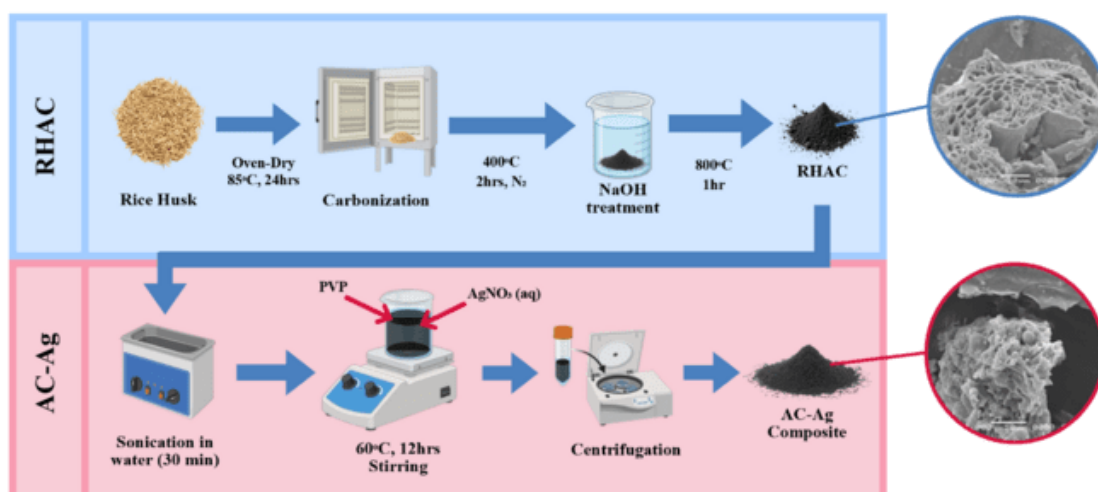 RHAC
Rice Husk
Oven-Dry
85°C, 24hrs
Carbonization
400°C
2hrs, N₂
NaOH
treatment
800°C
1hr
RHAC
AC-Ag
Sonication in
water (30 min)
PVP
AgNO₃ (aq)
60°C, 12hrs
Stirring
Centrifugation
AC-Ag
Composite